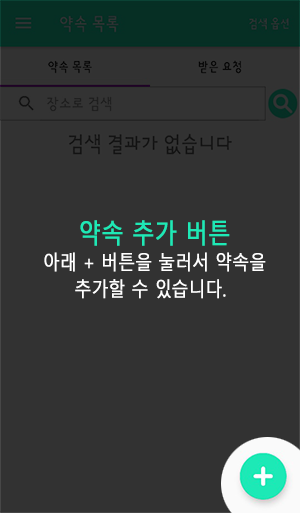 약속 목록
검색 옵션
약속 목록
받은 요청
장소로 검색
검색 결과가 없습니다
약속 추가 버튼
아래 + 버튼을 눌러서 약속을
추가할 수 있습니다.